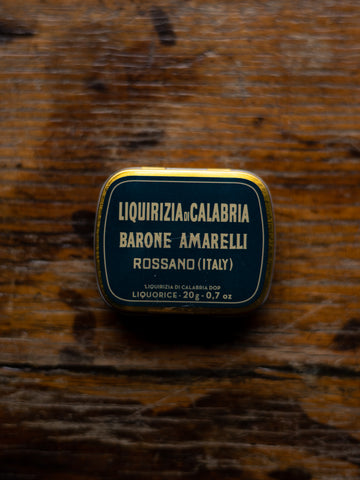 LIQUIRIZIA DI CALABRIA
BARONE AMARELLI
ROSSANO (ITALY)
LIQUIRIZIA DI CALABRIA DOP
LIQUORICE - 20g - 0,7 oz